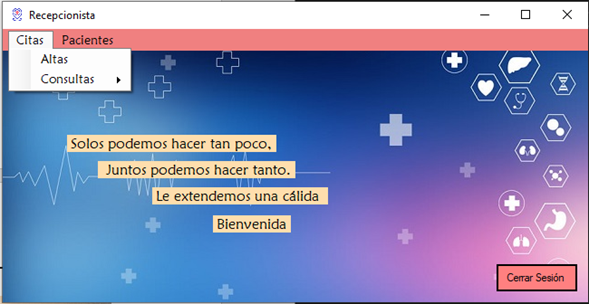 Recepcionista
Citas Pacientes
Altas
Consultas
Solos podemos hacer tan poco,
Juntos podemos hacer tanto.
Le extendemos una cálida
Bienvenida
Cerrar Sesión